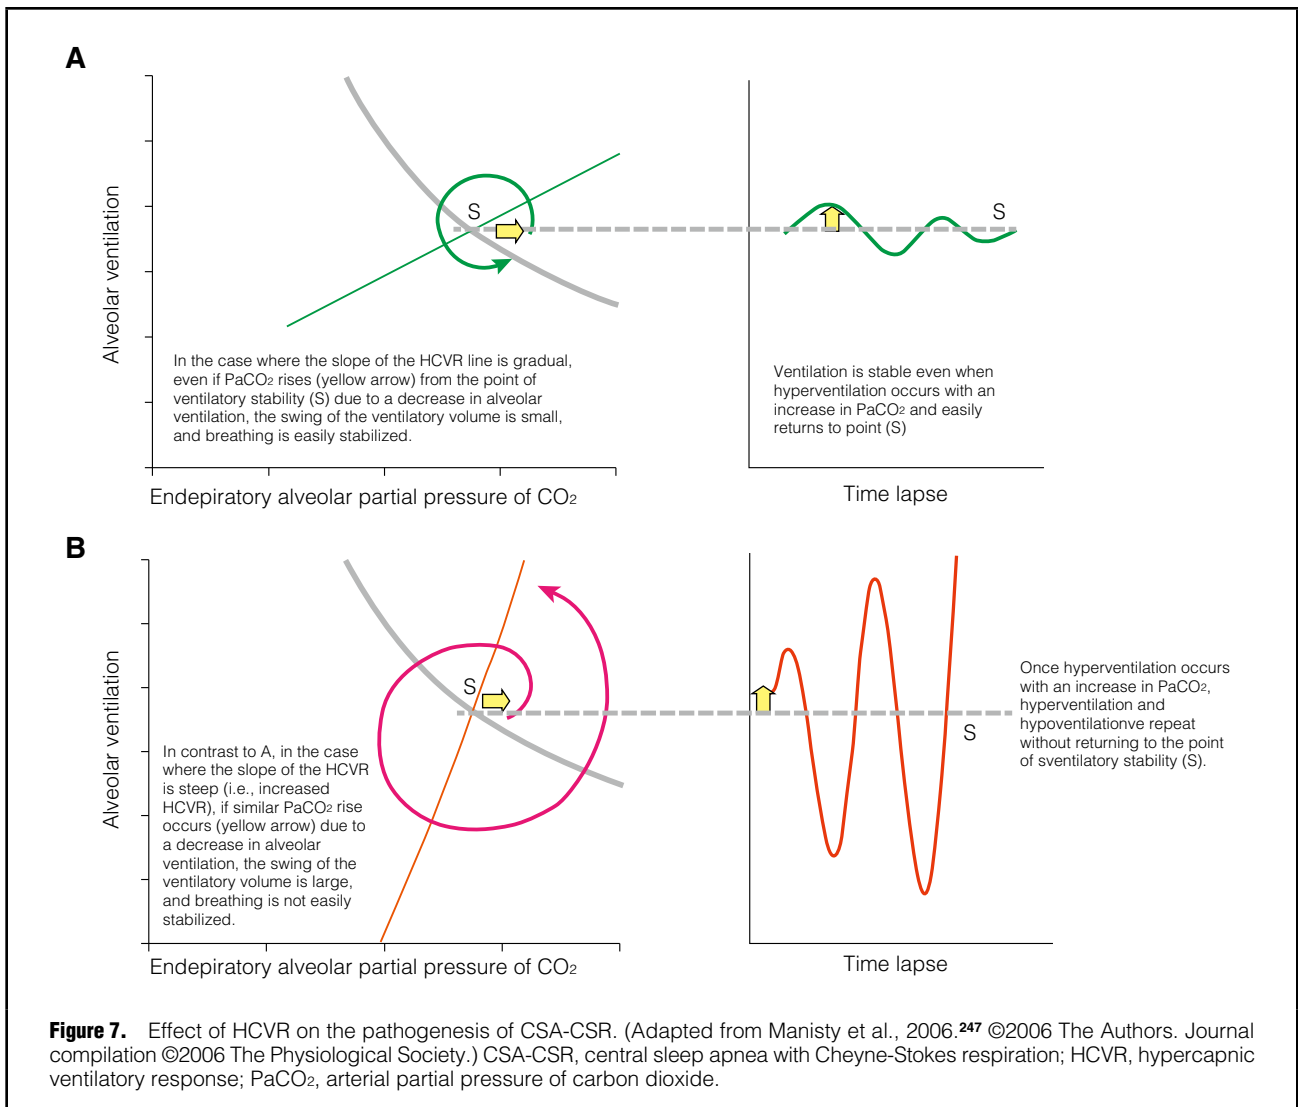 A
Alveolar ventilation
S
In the case where the slope of the HCVR line is gradual,
even if PaCO2 rises (yellow arrow) from the point of
ventilatory stability (S) due to a decrease in alveolar
ventilation, the swing of the ventilatory volume is small,
and breathing is easily stabilized.
Endepiratory alveolar partial pressure of CO2
S
Ventilation is stable even when
hyperventilation occurs with an
increase in PaCO2 and easily
returns to point (S)
Time lapse
B
Alveolar ventilation
S
In contrast to A, in the case
where the slope of the HCVR
is steep (i.e., increased
HCVR), if similar PaCO2 rise
occurs (yellow arrow) due to
a decrease in alveolar
ventilation, the swing of the
ventilatory volume is large,
and breathing is not easily
stabilized.
Endepiratory alveolar partial pressure of CO2
S
Once hyperventilation occurs
with an increase in PaCO2,
hyperventilation and
hypoventilationve repeat
without returning to the point
of sventilatory stability (S).
Time lapse
Figure 7. Effect of HCVR on the pathogenesis of CSA-CSR. (Adapted from Manisty et al., 2006.247 ©2006 The Authors. Journal
compilation ©2006 The Physiological Society.) CSA-CSR, central sleep apnea with Cheyne-Stokes respiration; HCVR, hypercapnic
ventilatory response; PaCO2, arterial partial pressure of carbon dioxide.